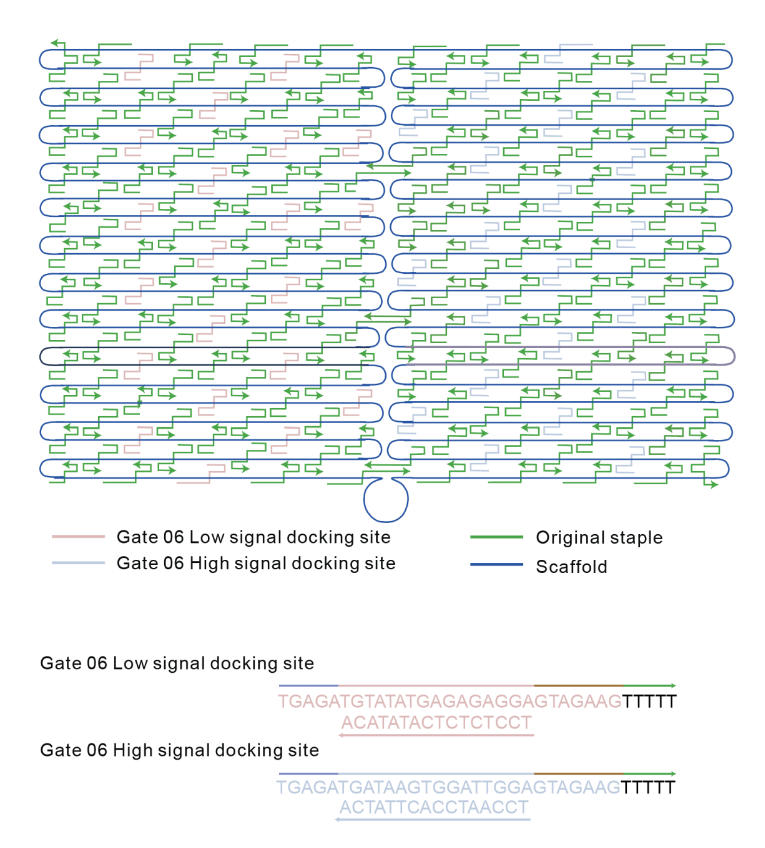 Gate 06 Low signal docking site
Original staple
Gate 06 High signal docking site
Scaffold
Gate 06 Low signal docking site
TGAGATGTATATGAGAGAGGAGTAGAAGTTTTT
ACATATACTCTCTCCT
Gate 06 High signal docking site
TGAGATGATAAGTGGATTGGAGTAGAAGTTTTT
ACTATTCACCTAACCT